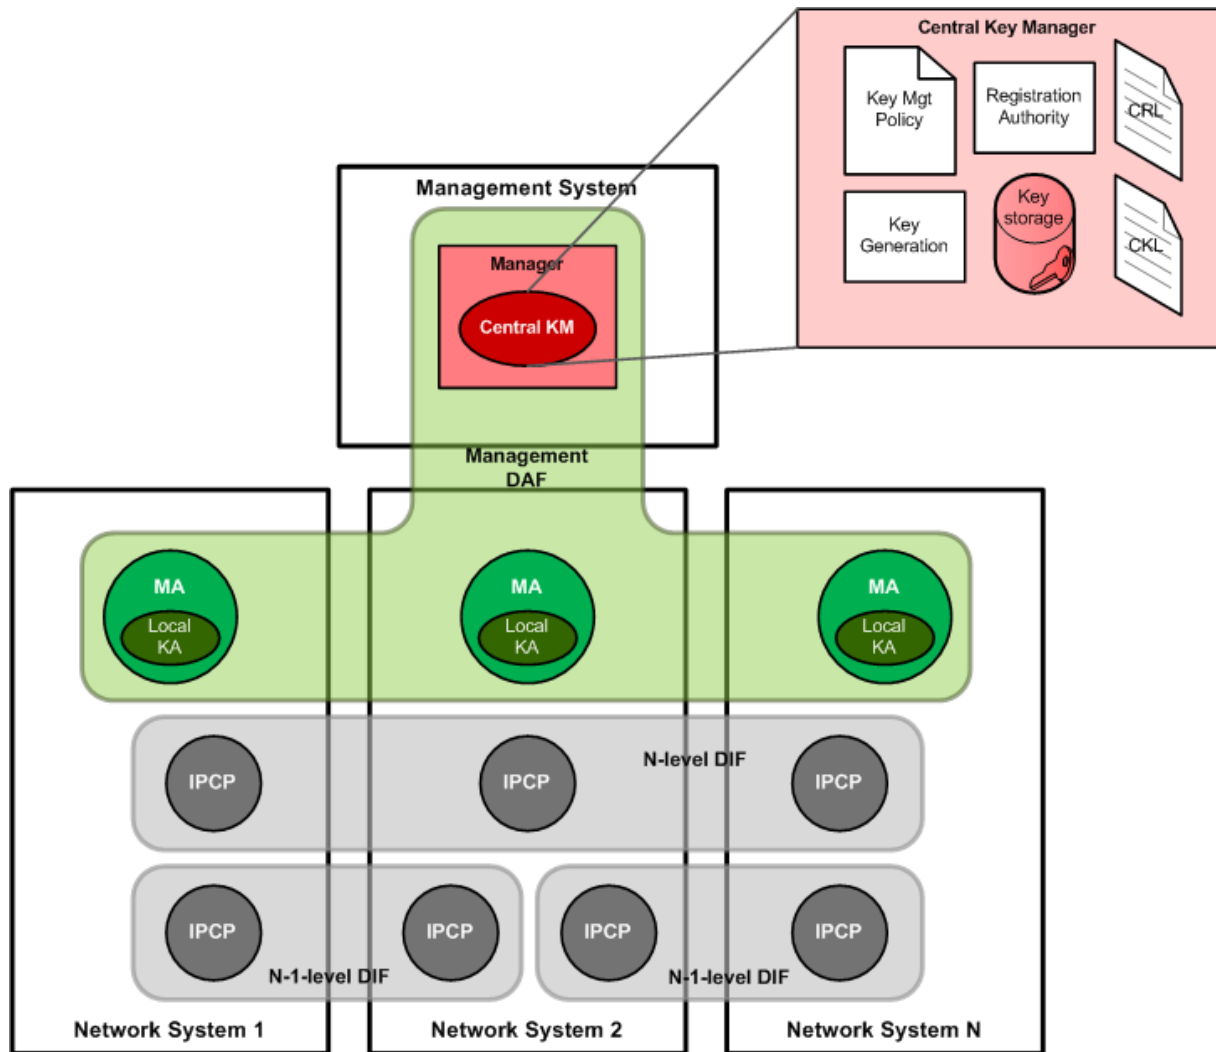 Central Key Manager
Key Mgt
Policy
Registration
Authority
CRL
Key
Generation
Key
storage
CKL
Management System
Manager
Central KM
Management
DAF
MA
Local
KA
MA
Local
KA
MA
Local
KA
N-level DIF
IPCP
IPCP
IPCP
IPCP
IPCP
IPCP
IPCP
N-1-level DIF
N-1-level DIF
Network System 1
Network System 2
Network System N